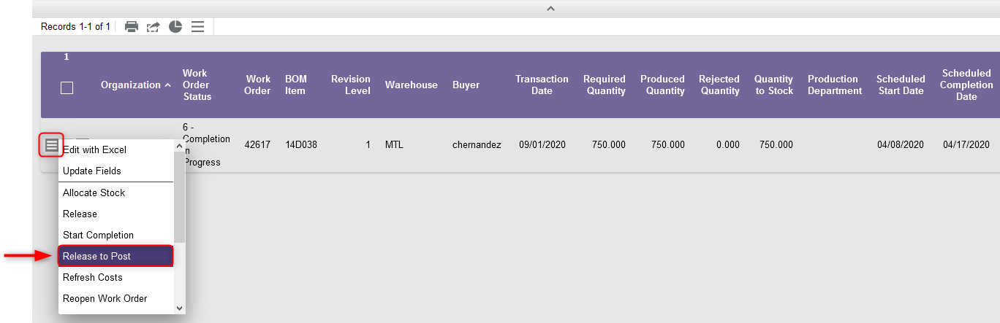 Records 1-1 of 1
1
Organization
Work Order Status
Work Order
BOM Item
Revision Level
Warehouse
Buyer
Transaction Date
Required Quantity
Produced Quantity
Rejected Quantity
Quantity to Stock
Production Department
Scheduled Start Date
Scheduled Completion Date
6 -
Completion
n
Progress
42617
14D038
1
MTL
chernandez
09/01/2020
750.000
750.000
0.000
750.000
04/08/2020
04/17/2020
Edit with Excel
Update Fields
Allocate Stock
Release
Start Completion
Release to Post
Refresh Costs
Reopen Work Order